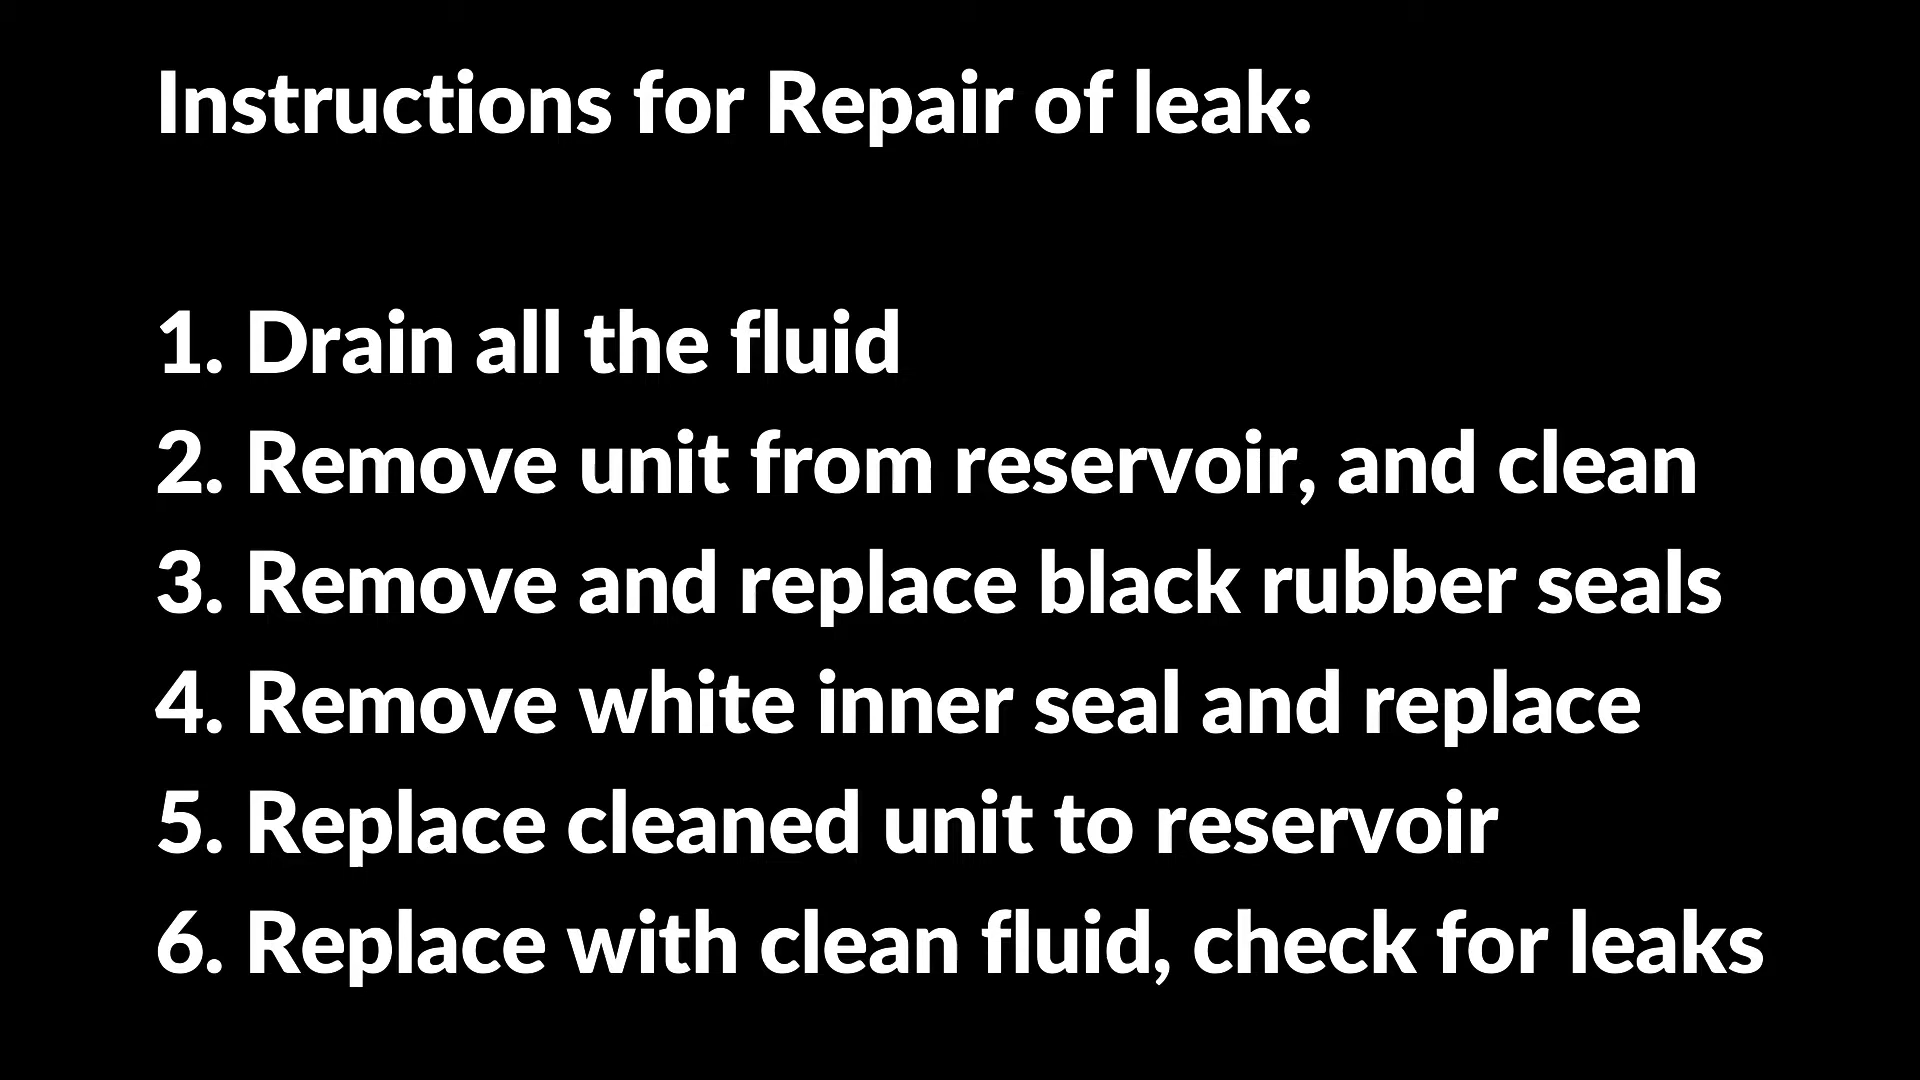 Instructions for Repair of leak:
1. Drain all the fluid
2. Remove unit from reservoir, and clean
3. Remove and replace black rubber seals
4. Remove white inner seal and replace
5. Replace cleaned unit to reservoir
6. Replace with clean fluid, check for leaks